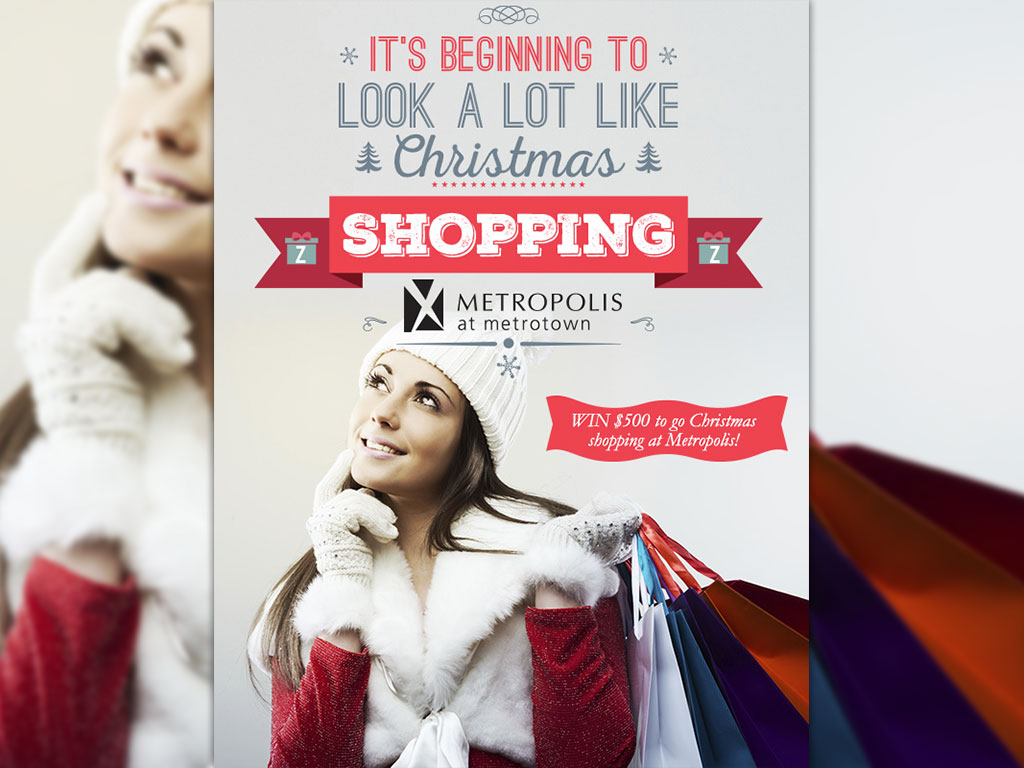 IT'S BEGINNING TO
LOOK A LOT LIKE
Christmas
SHOPPING
Z Z
METROPOLIS
at metrotown
WIN $500 to go Christmas
shopping at Metropolis!